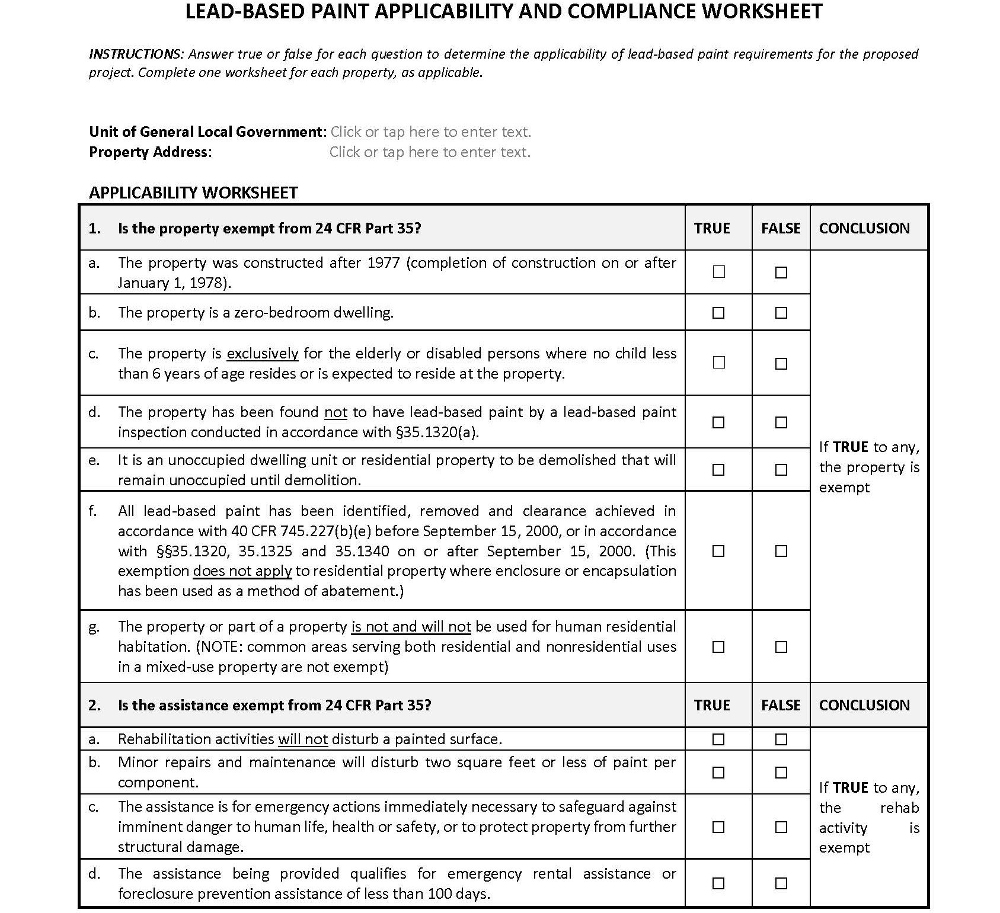 LEAD-BASED PAINT APPLICABILITY AND COMPLIANCE WORKSHEET
INSTRUCTIONS: Answer true or false for each question to determine the applicability of lead-based paint requirements for the proposed
project. Complete one worksheet for each property, as applicable.
Unit of General Local Government: Click or tap here to enter text.
Property Address: Click or tap here to enter text.
APPLICABILITY WORKSHEET
1. Is the property exempt from 24 CFR Part 35? TRUE FALSE CONCLUSION
a. The property was constructed after 1977 (completion of construction on or after
January 1, 1978). ☐ ☐
b. The property is a zero-bedroom dwelling. ☐ ☐
c. The property is exclusively for the elderly or disabled persons where no child less
than 6 years of age resides or is expected to reside at the property. ☐ ☐
d. The property has been found not to have lead-based paint by a lead-based paint
inspection conducted in accordance with §35.1320(a). ☐ ☐
e. It is an unoccupied dwelling unit or residential property to be demolished that will
remain unoccupied until demolition. ☐ ☐
f. All lead-based paint has been identified, removed and clearance achieved in
accordance with 40 CFR 745.227(b)(e) before September 15, 2000, or in accordance
with §§35.1320, 35.1325 and 35.1340 on or after September 15, 2000. (This
exemption does not apply to residential property where enclosure or encapsulation
has been used as a method of abatement.) ☐ ☐
g. The property or part of a property is not and will not be used for human residential
habitation. (NOTE: common areas serving both residential and nonresidential uses
in a mixed-use property are not exempt) ☐ ☐
If TRUE to any,
the property is
exempt
2. Is the assistance exempt from 24 CFR Part 35? TRUE FALSE CONCLUSION
a. Rehabilitation activities will not disturb a painted surface. ☐ ☐
b. Minor repairs and maintenance will disturb two square feet or less of paint per
component. ☐ ☐
c. The assistance is for emergency actions immediately necessary to safeguard against
imminent danger to human life, health or safety, or to protect property from further
structural damage. ☐ ☐
d. The assistance being provided qualifies for emergency rental assistance or
foreclosure prevention assistance of less than 100 days. ☐ ☐
If TRUE to any,
the rehab
activity is
exempt